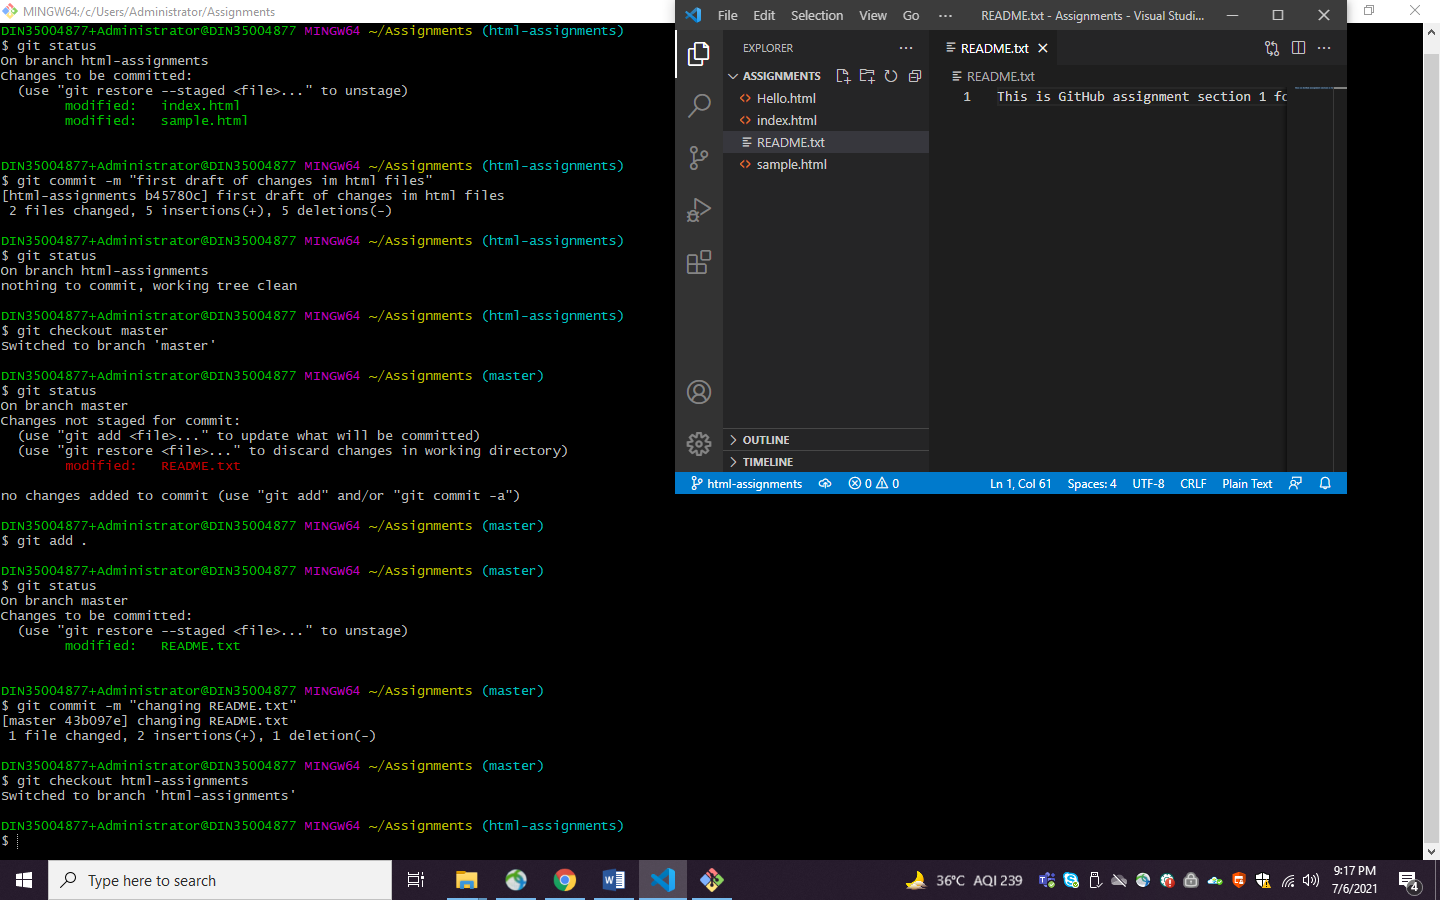 MINGW64:/c/Users/Administrator/Assignments
DIN35004877+Administrator@DIN35004877 MINGW64 ~/Assignments (html-assignments)
$ git status
On branch html-assignments
Changes to be committed:
  (use "git restore --staged <file>..." to unstage)
        modified:   index.html
        modified:   sample.html
DIN35004877+Administrator@DIN35004877 MINGW64 ~/Assignments (html-assignments)
$ git commit -m "first draft of changes im html files"
[html-assignments b45780c] first draft of changes im html files
 2 files changed, 5 insertions(+), 5 deletions(-)
DIN35004877+Administrator@DIN35004877 MINGW64 ~/Assignments (html-assignments)
$ git status
On branch html-assignments
nothing to commit, working tree clean
DIN35004877+Administrator@DIN35004877 MINGW64 ~/Assignments (html-assignments)
$ git checkout master
Switched to branch 'master'
DIN35004877+Administrator@DIN35004877 MINGW64 ~/Assignments (master)
$ git status
On branch master
Changes not staged for commit:
  (use "git add <file>..." to update what will be committed)
  (use "git restore <file>..." to discard changes in working directory)
        modified:   README.txt
no changes added to commit (use "git add" and/or "git commit -a")
DIN35004877+Administrator@DIN35004877 MINGW64 ~/Assignments (master)
$ git add .
DIN35004877+Administrator@DIN35004877 MINGW64 ~/Assignments (master)
$ git status
On branch master
Changes to be committed:
  (use "git restore --staged <file>..." to unstage)
        modified:   README.txt
DIN35004877+Administrator@DIN35004877 MINGW64 ~/Assignments (master)
$ git commit -m "changing README.txt"
[master 43b097e] changing README.txt
 1 file changed, 2 insertions(+), 1 deletion(-)
DIN35004877+Administrator@DIN35004877 MINGW64 ~/Assignments (master)
$ git checkout html-assignments
Switched to branch 'html-assignments'
DIN35004877+Administrator@DIN35004877 MINGW64 ~/Assignments (html-assignments)
$
File Edit Selection View Go ... README.txt - Assignments - Visual Studi...
EXPLORER
ASSIGNMENTS
Hello.html
index.html
README.txt
sample.html
OUTLINE
TIMELINE
README.txt
README.txt
1 This is GitHub assignment section 1 fo
html-assignments 0 0 Ln 1, Col 61 Spaces: 4 UTF-8 CRLF Plain Text
Type here to search
36°C AQI 239
9:17 PM
7/6/2021
4